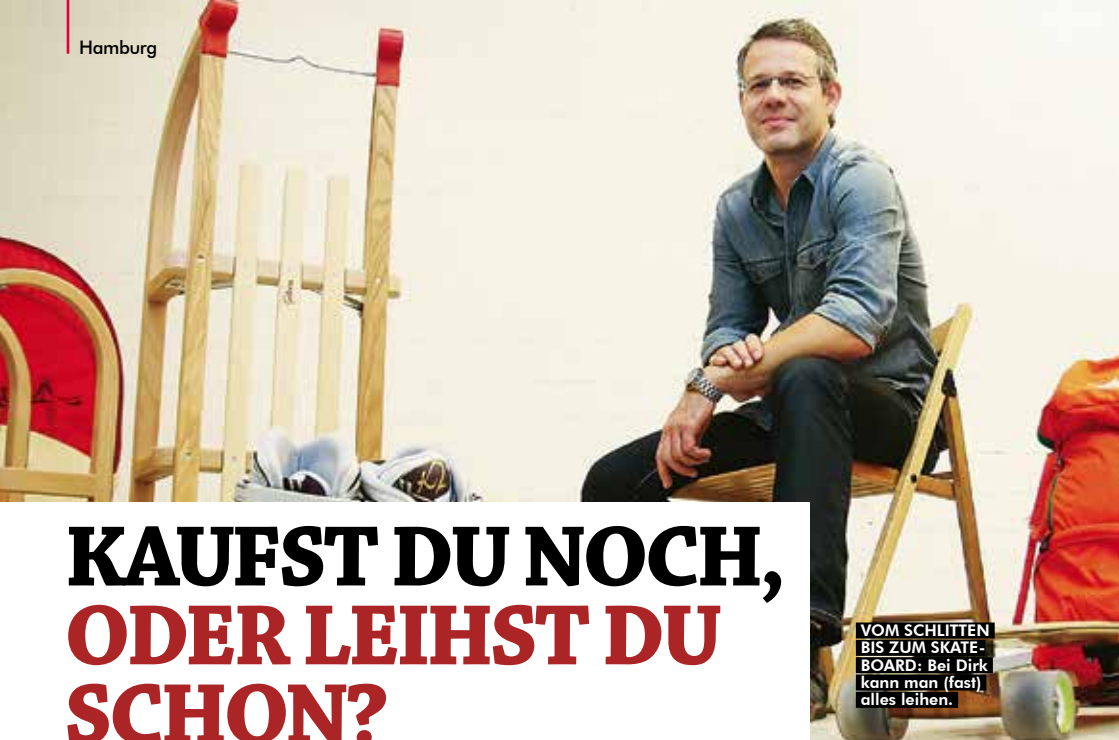 Hamburg
KAUFST DU NOCH,
ODER LEIHST DU
SCHON?
VOM SCHLITTEN
BIS ZUM SKATE-
BOARD: Bei Dirk
kann man (fast)
alles leihen.